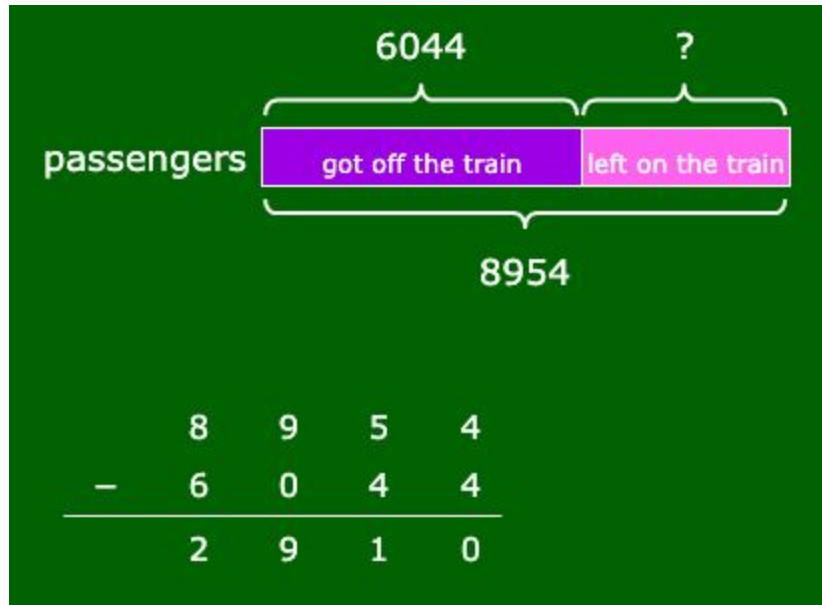 6044 ?
passengers got off the train left on the train
8954
8 9 5 4
− 6 0 4 4
2 9 1 0